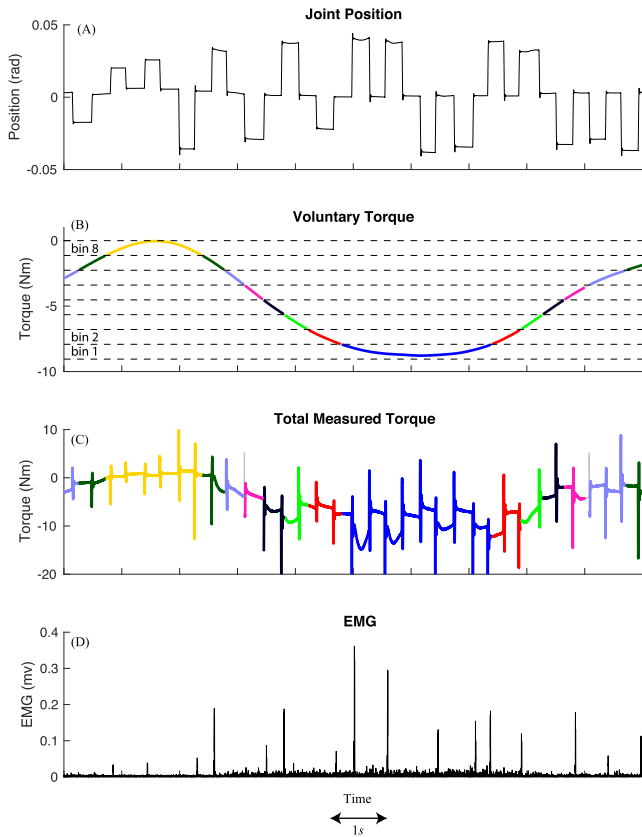 Joint Position
(A)
0.05
0
-0.05
Position (rad)
Voluntary Torque
(B)
0
-5
-10
Torque (Nm)
bin 8
bin 2
bin 1
Total Measured Torque
(C)
10
0
-10
-20
Torque (Nm)
EMG
(D)
0.4
0.3
0.2
0.1
0
EMG (mv)
Time
1s